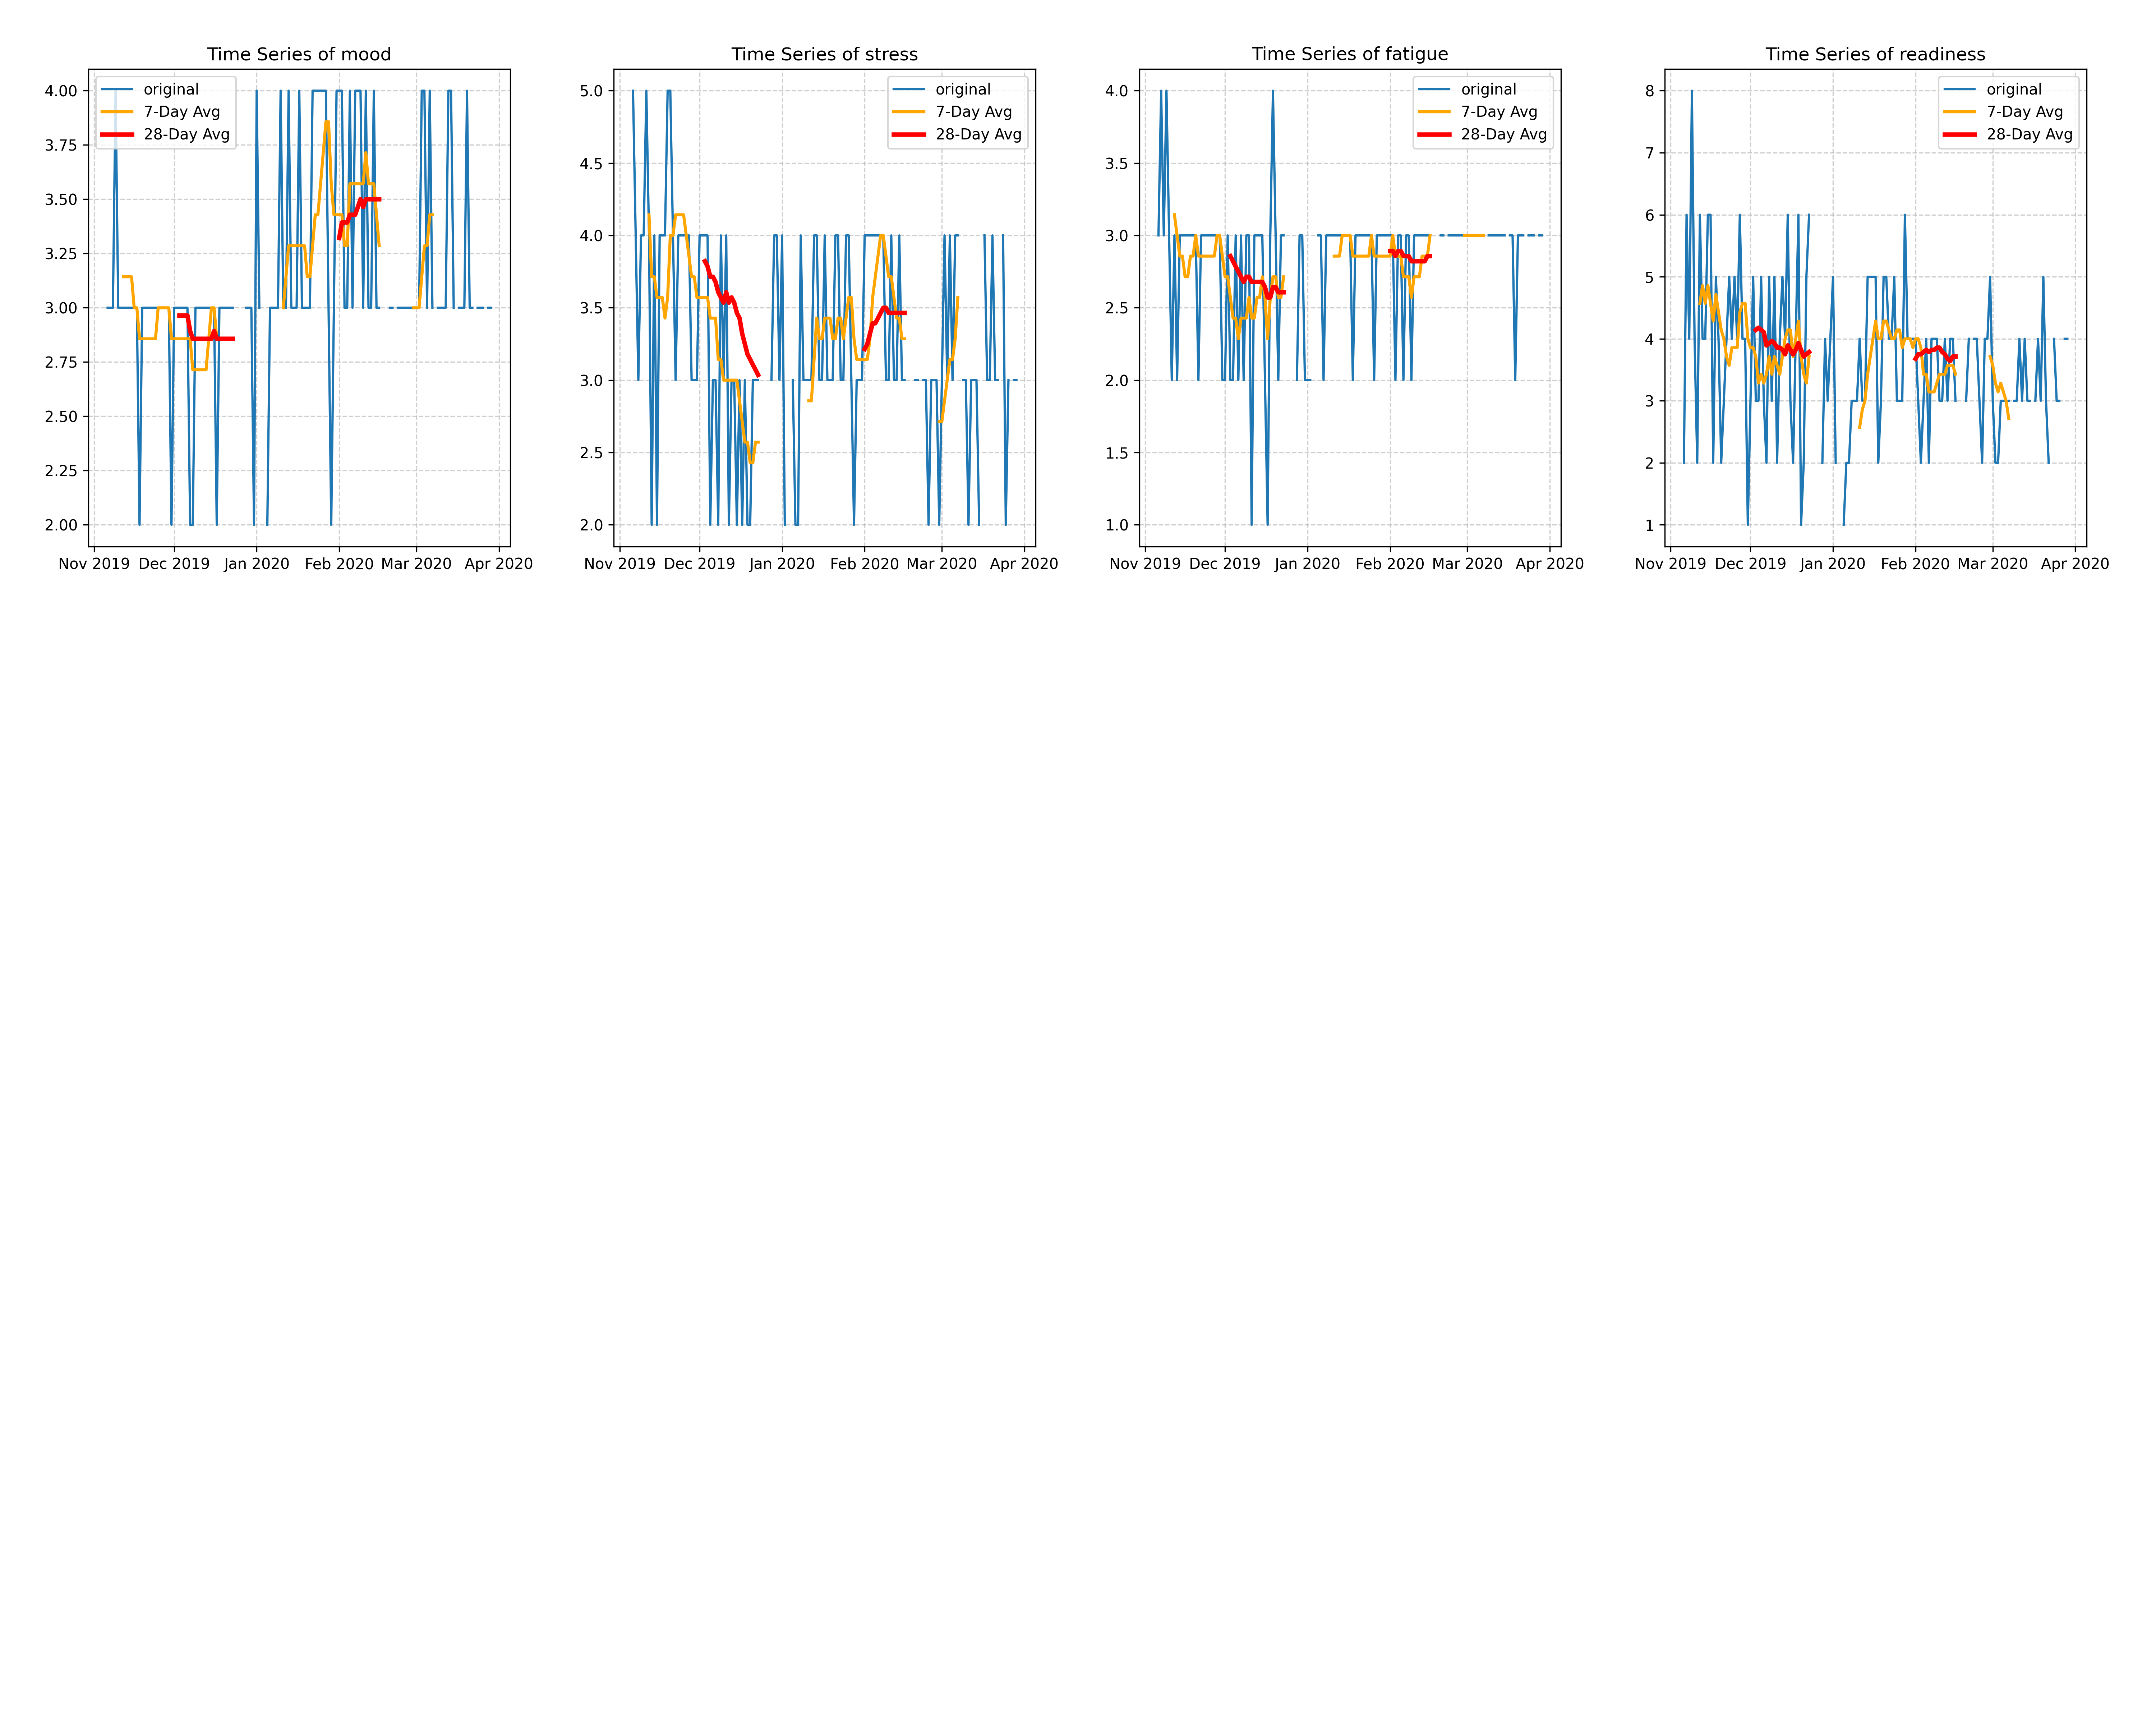 Time Series of mood
original
7-Day Avg
28-Day Avg
4.00
3.75
3.50
3.25
3.00
2.75
2.50
2.25
2.00
Nov 2019 Dec 2019 Jan 2020 Feb 2020 Mar 2020 Apr 2020
Time Series of stress
original
7-Day Avg
28-Day Avg
5.0
4.5
4.0
3.5
3.0
2.5
2.0
Nov 2019 Dec 2019 Jan 2020 Feb 2020 Mar 2020 Apr 2020
Time Series of fatigue
original
7-Day Avg
28-Day Avg
4.0
3.5
3.0
2.5
2.0
1.5
1.0
Nov 2019 Dec 2019 Jan 2020 Feb 2020 Mar 2020 Apr 2020
Time Series of readiness
original
7-Day Avg
28-Day Avg
8
7
6
5
4
3
2
1
Nov 2019 Dec 2019 Jan 2020 Feb 2020 Mar 2020 Apr 2020